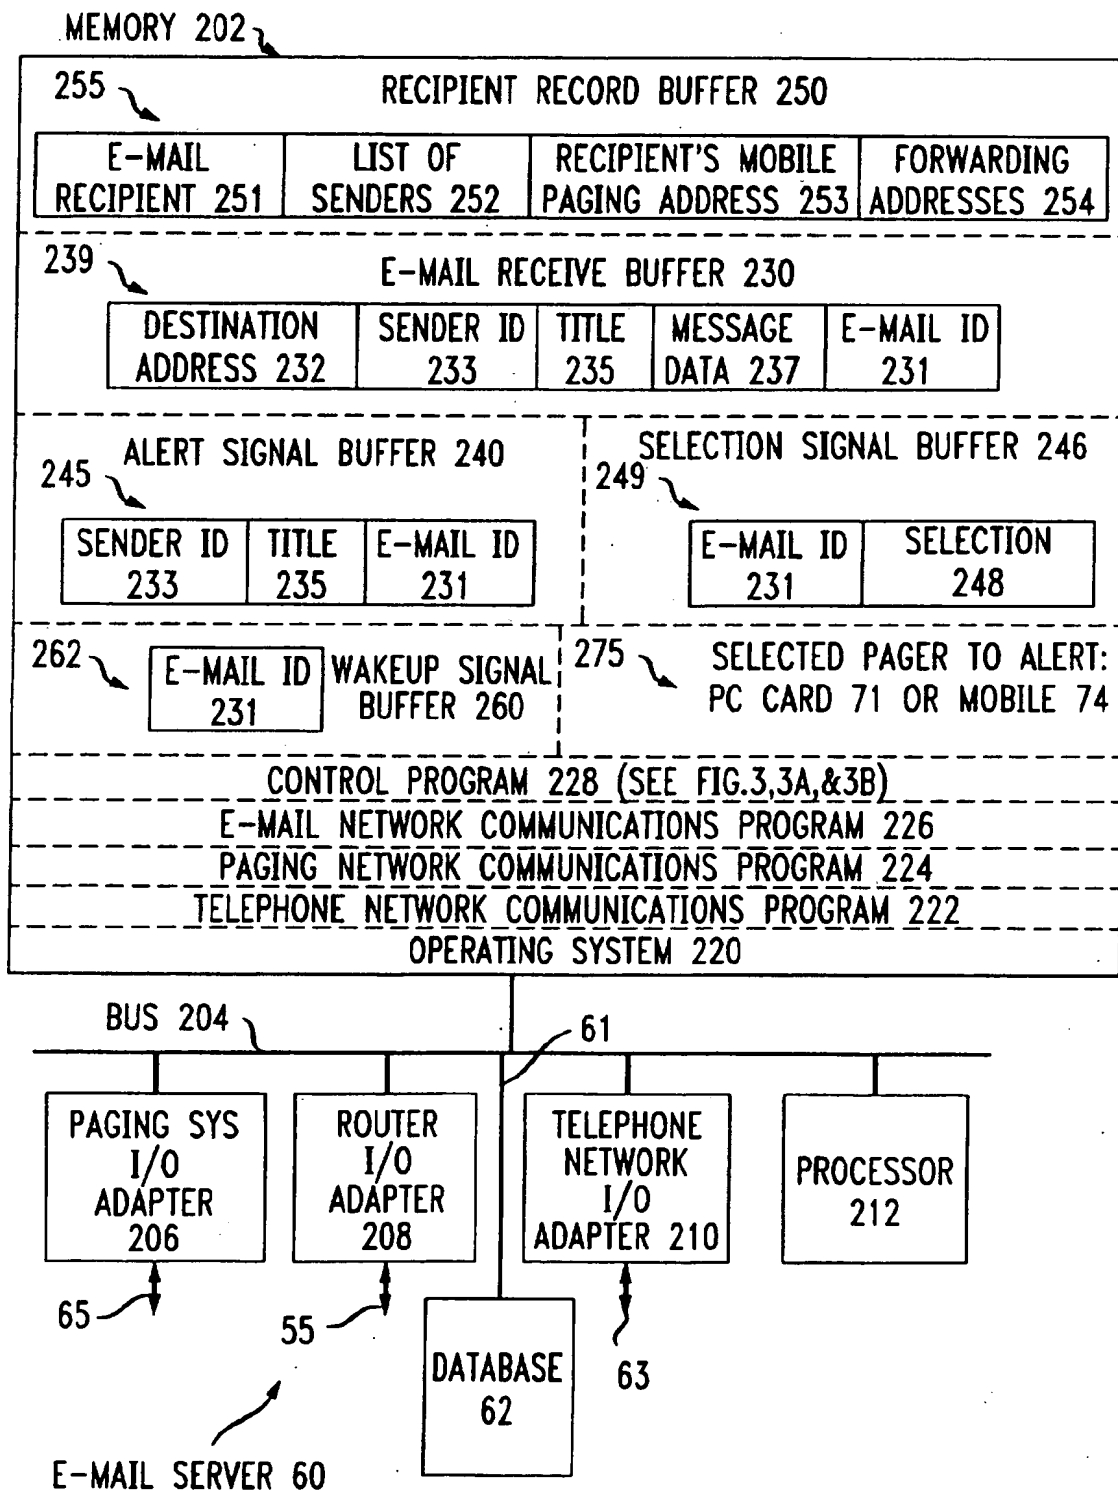 MEMORY 202
255
RECIPIENT RECORD BUFFER 250
E-MAIL
RECIPIENT 251
LIST OF
SENDERS 252
RECIPIENT'S MOBILE
PAGING ADDRESS 253
FORWARDING
ADDRESSES 254
239
E-MAIL RECEIVE BUFFER 230
DESTINATION
ADDRESS 232
SENDER ID
233
TITLE
235
MESSAGE
DATA 237
E-MAIL ID
231
ALERT SIGNAL BUFFER 240
245
SENDER ID
233
TITLE
235
E-MAIL ID
231
SELECTION SIGNAL BUFFER 246
249
E-MAIL ID
231
SELECTION
248
262
E-MAIL ID
231
WAKEUP SIGNAL
BUFFER 260
275
SELECTED PAGER TO ALERT:
PC CARD 71 OR MOBILE 74
CONTROL PROGRAM 228 (SEE FIG.3,3A,&3B)
E-MAIL NETWORK COMMUNICATIONS PROGRAM 226
PAGING NETWORK COMMUNICATIONS PROGRAM 224
TELEPHONE NETWORK COMMUNICATIONS PROGRAM 222
OPERATING SYSTEM 220
BUS 204
61
PAGING SYS
I/O
ADAPTER
206
ROUTER
I/O
ADAPTER
208
TELEPHONE
NETWORK
I/O
ADAPTER 210
PROCESSOR
212
65
55
63
DATABASE
62
E-MAIL SERVER 60